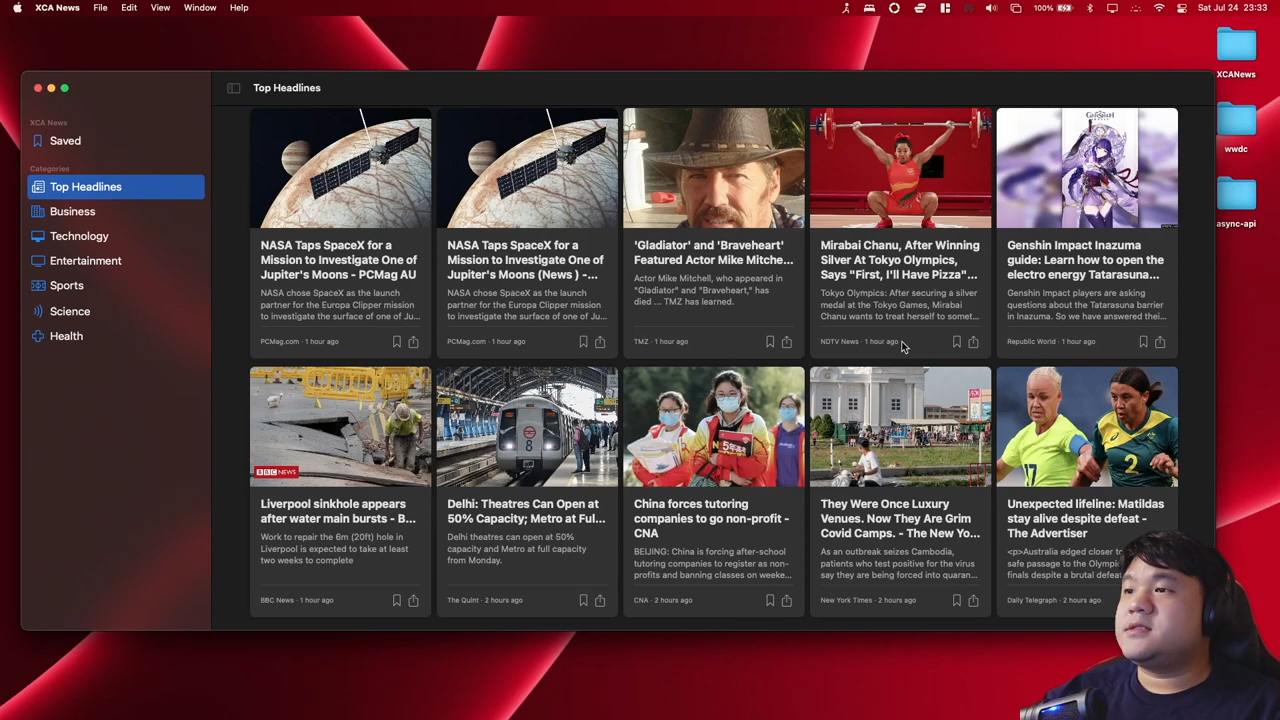 XCA News File Edit View Window Help
100% Sat Jul 24 23:33
XCANews
wwdc
async-api
Top Headlines
XCA News
Saved
Categories
Top Headlines
Business
Technology
Entertainment
Sports
Science
Health
NASA Taps SpaceX for a
Mission to Investigate One of
Jupiter's Moons - PCMag AU
NASA chose SpaceX as the launch
partner for the Europa Clipper mission
to investigate the surface of one of Ju...
PCMag.com · 1 hour ago
NASA Taps SpaceX for a
Mission to Investigate One of
Jupiter's Moons (News ) -...
NASA chose SpaceX as the launch
partner for the Europa Clipper mission
to investigate the surface of one of Ju...
PCMag.com · 1 hour ago
'Gladiator' and 'Braveheart'
Featured Actor Mike Mitche...
Actor Mike Mitchell, who appeared in
"Gladiator" and "Braveheart," has
died ... TMZ has learned.
TMZ · 1 hour ago
Mirabai Chanu, After Winning
Silver At Tokyo Olympics,
Says "First, I'll Have Pizza"...
Tokyo Olympics: After securing a silver
medal at the Tokyo Games, Mirabai
Chanu wants to treat herself to somet...
NDTV News · 1 hour ago
GENSHIN
Genshin Impact Inazuma
guide: Learn how to open the
electro energy Tatarasuna...
Genshin Impact players are asking
questions about the Tatarasuna barrier
in Inazuma. So we have answered thei...
Republic World · 1 hour ago
BBC NEWS
Liverpool sinkhole appears
after water main bursts - B...
Work to repair the 6m (20ft) hole in
Liverpool is expected to take at least
two weeks to complete
BBC News · 1 hour ago
8
Delhi: Theatres Can Open at
50% Capacity; Metro at Ful...
Delhi theatres can open at 50%
capacity and Metro at full capacity
from Monday.
The Quint · 2 hours ago
China forces tutoring
companies to go non-profit -
CNA
BEIJING: China is forcing after-school
tutoring companies to register as non-
profits and banning classes on weeke...
CNA · 2 hours ago
They Were Once Luxury
Venues. Now They Are Grim
Covid Camps. - The New Yo...
As an outbreak seizes Cambodia,
patients who test positive for the virus
say they are being forced into quaran...
New York Times · 2 hours ago
17
2
Unexpected lifeline: Matildas
stay alive despite defeat -
The Advertiser
<p>Australia edged closer to
safe passage to the Olympic
finals despite a brutal defeat
Daily Telegraph · 2 hours ago